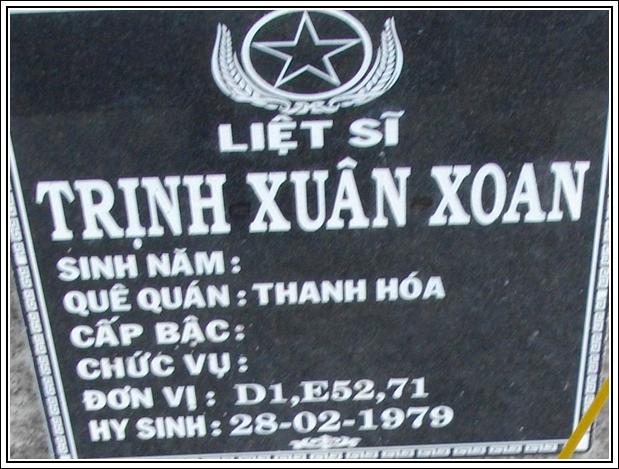 LIỆT SĨ
TRỊNH XUÂN XOAN
SINH NĂM :
QUÊ QUÁN : THANH HÓA
CẤP BẬC :
CHỨC VỤ :
ĐƠN VỊ : D1,E52,71
HY SINH : 28-02-1979